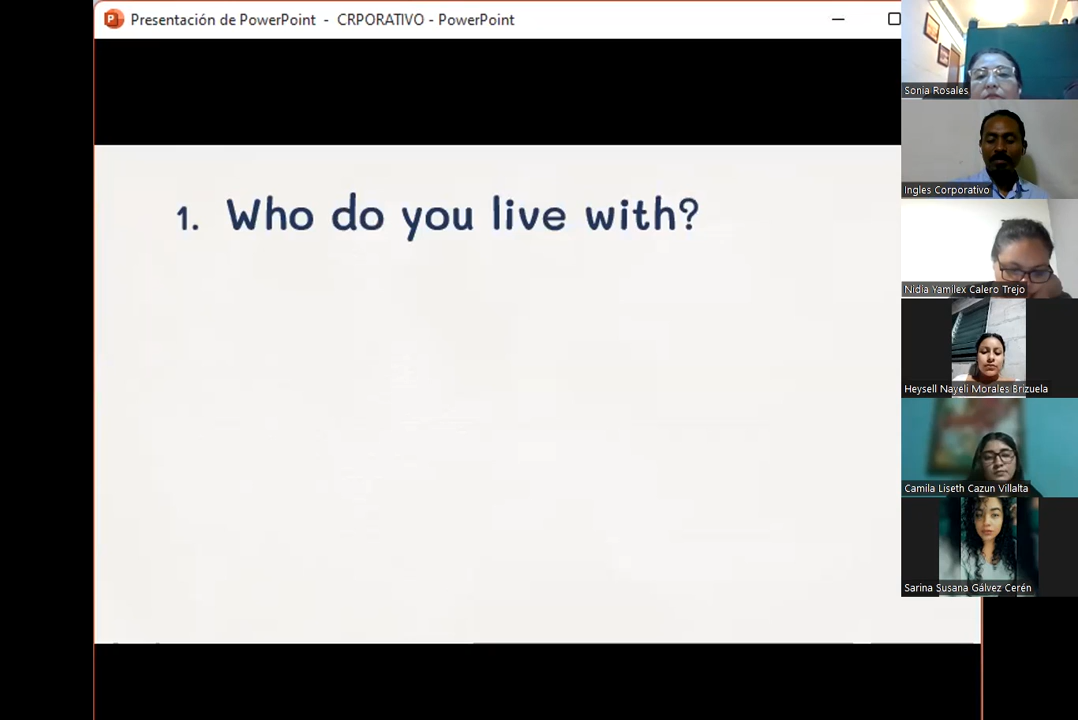 Presentación de PowerPoint - CRPORATIVO - PowerPoint
1. Who do you live with?
Sonia Rosales
Ingles Corporativo
Nidia Yamilex Calero Trejo
Heysell Nayeli Morales Brizuela
Camila Liseth Cazun Villalta
Sarina Susana Gálvez Cerén